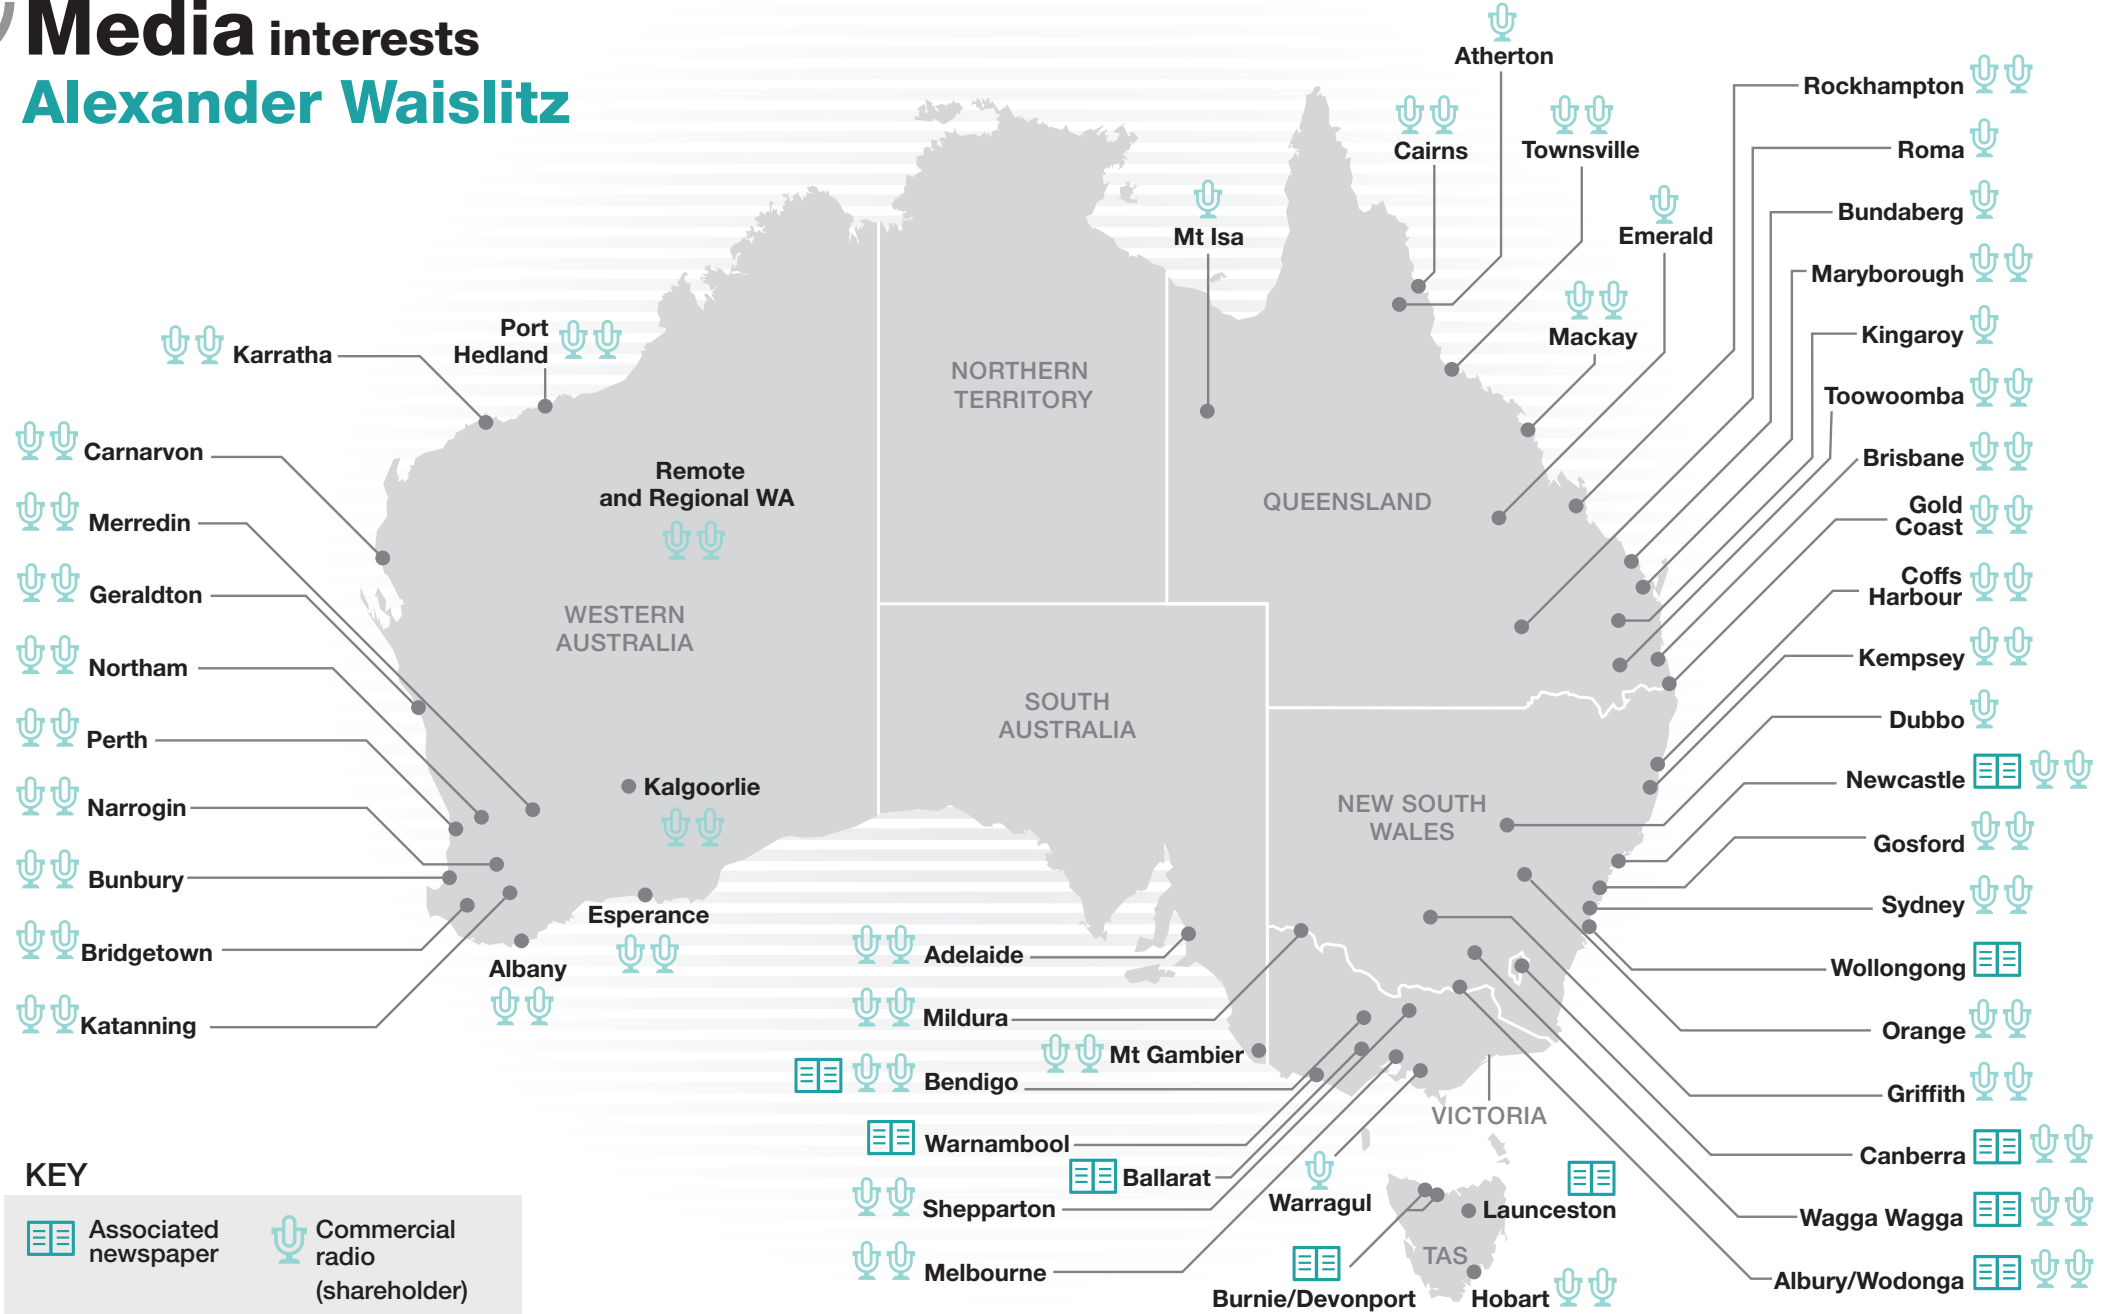 Media interests
Alexander Waislitz
Atherton
Cairns
Townsville
Mt Isa
Emerald
Mackay
Rockhampton
Roma
Bundaberg
Maryborough
Kingaroy
Toowoomba
Brisbane
Gold
Coast
Coffs
Harbour
Kempsey
Dubbo
Newcastle
Gosford
Sydney
Wollongong
Orange
Griffith
Canberra
Wagga Wagga
Albury/Wodonga
Port
Hedland
Karratha
Carnarvon
Merredin
Geraldton
Northam
Perth
Narrogin
Bunbury
Bridgetown
Katanning
Remote
and Regional WA
WESTERN
AUSTRALIA
NORTHERN
TERRITORY
QUEENSLAND
SOUTH
AUSTRALIA
NEW SOUTH
WALES
Kalgoorlie
Esperance
Albany
Adelaide
Mildura
Mt Gambier
Bendigo
Warnambool
Ballarat
Shepparton
Melbourne
VICTORIA
Warragul
Launceston
TAS
Burnie/Devonport
Hobart
KEY
Associated
newspaper
Commercial
radio
(shareholder)